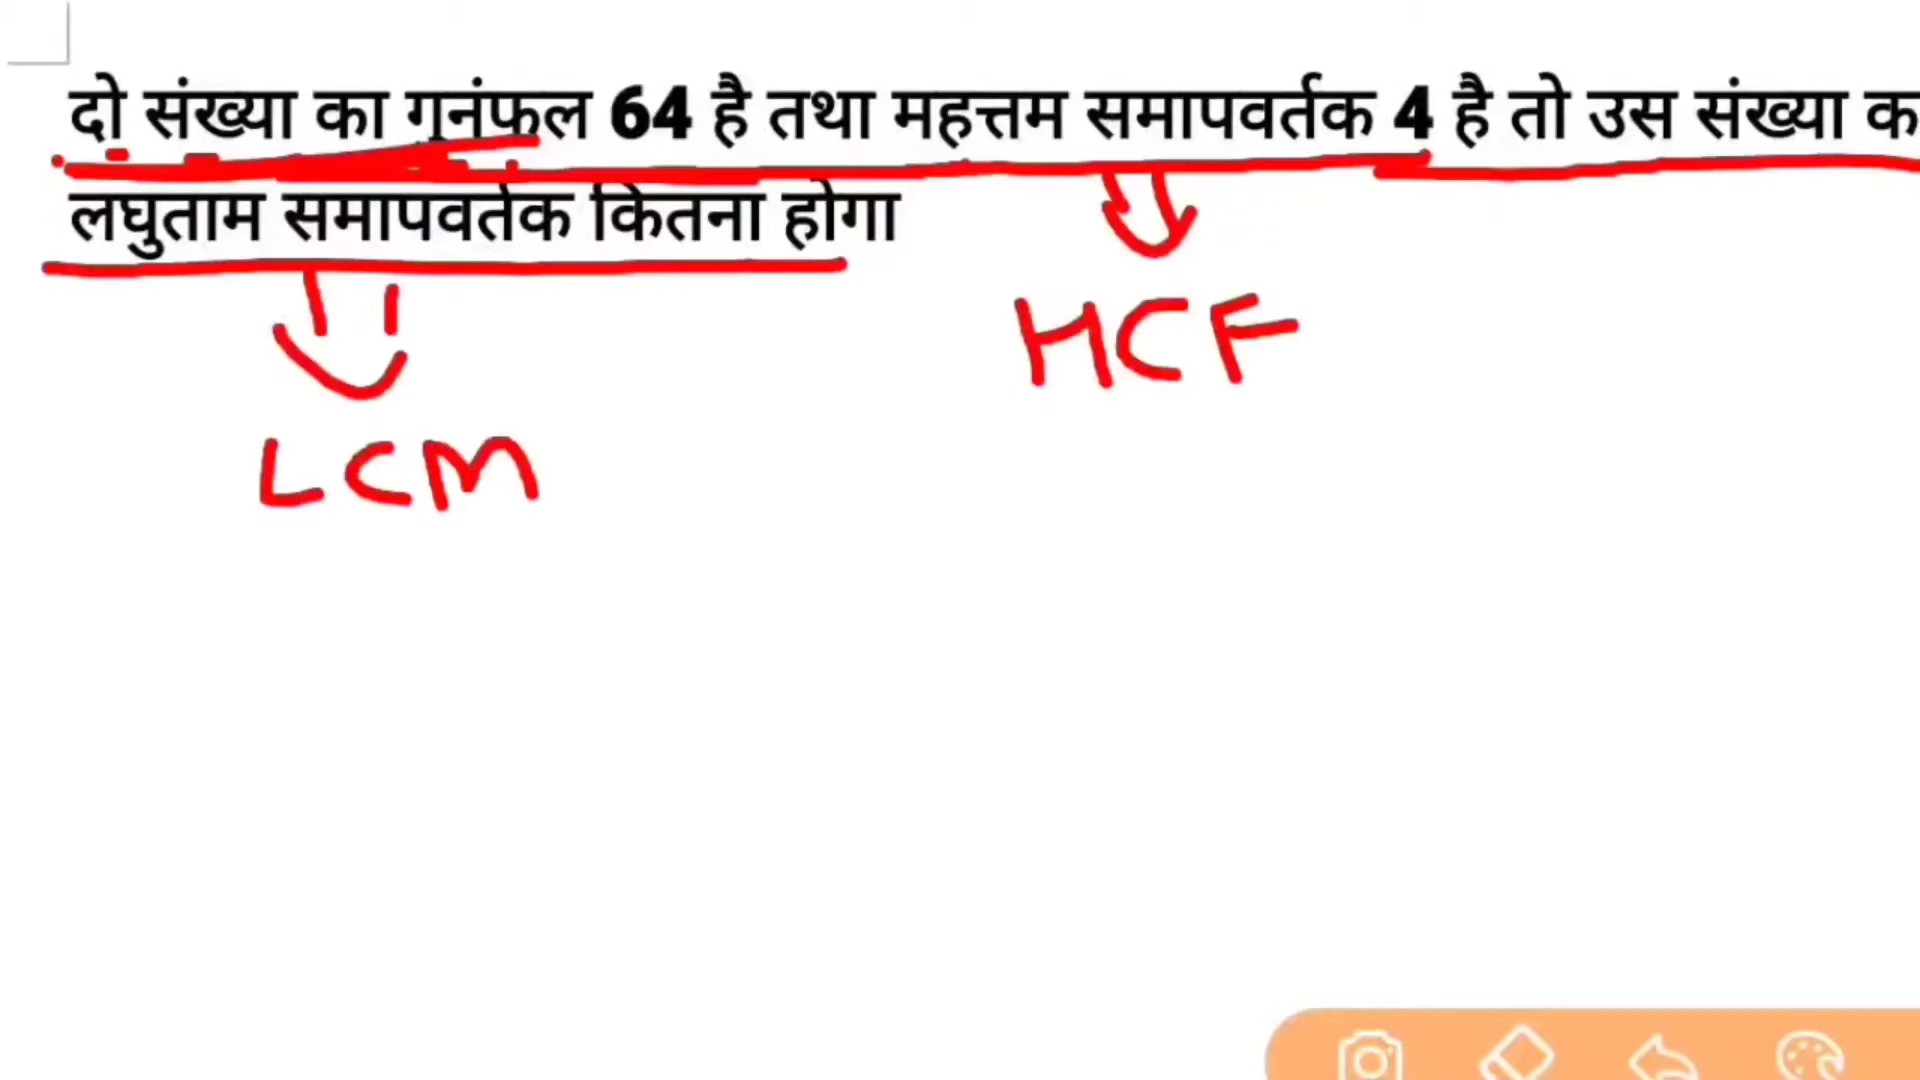 दो संख्या का गुनंफल 64 है तथा महत्तम समापवर्तक 4 है तो उस संख्या क
लघुताम समापवर्तक कितना होगा
HCF
LCM